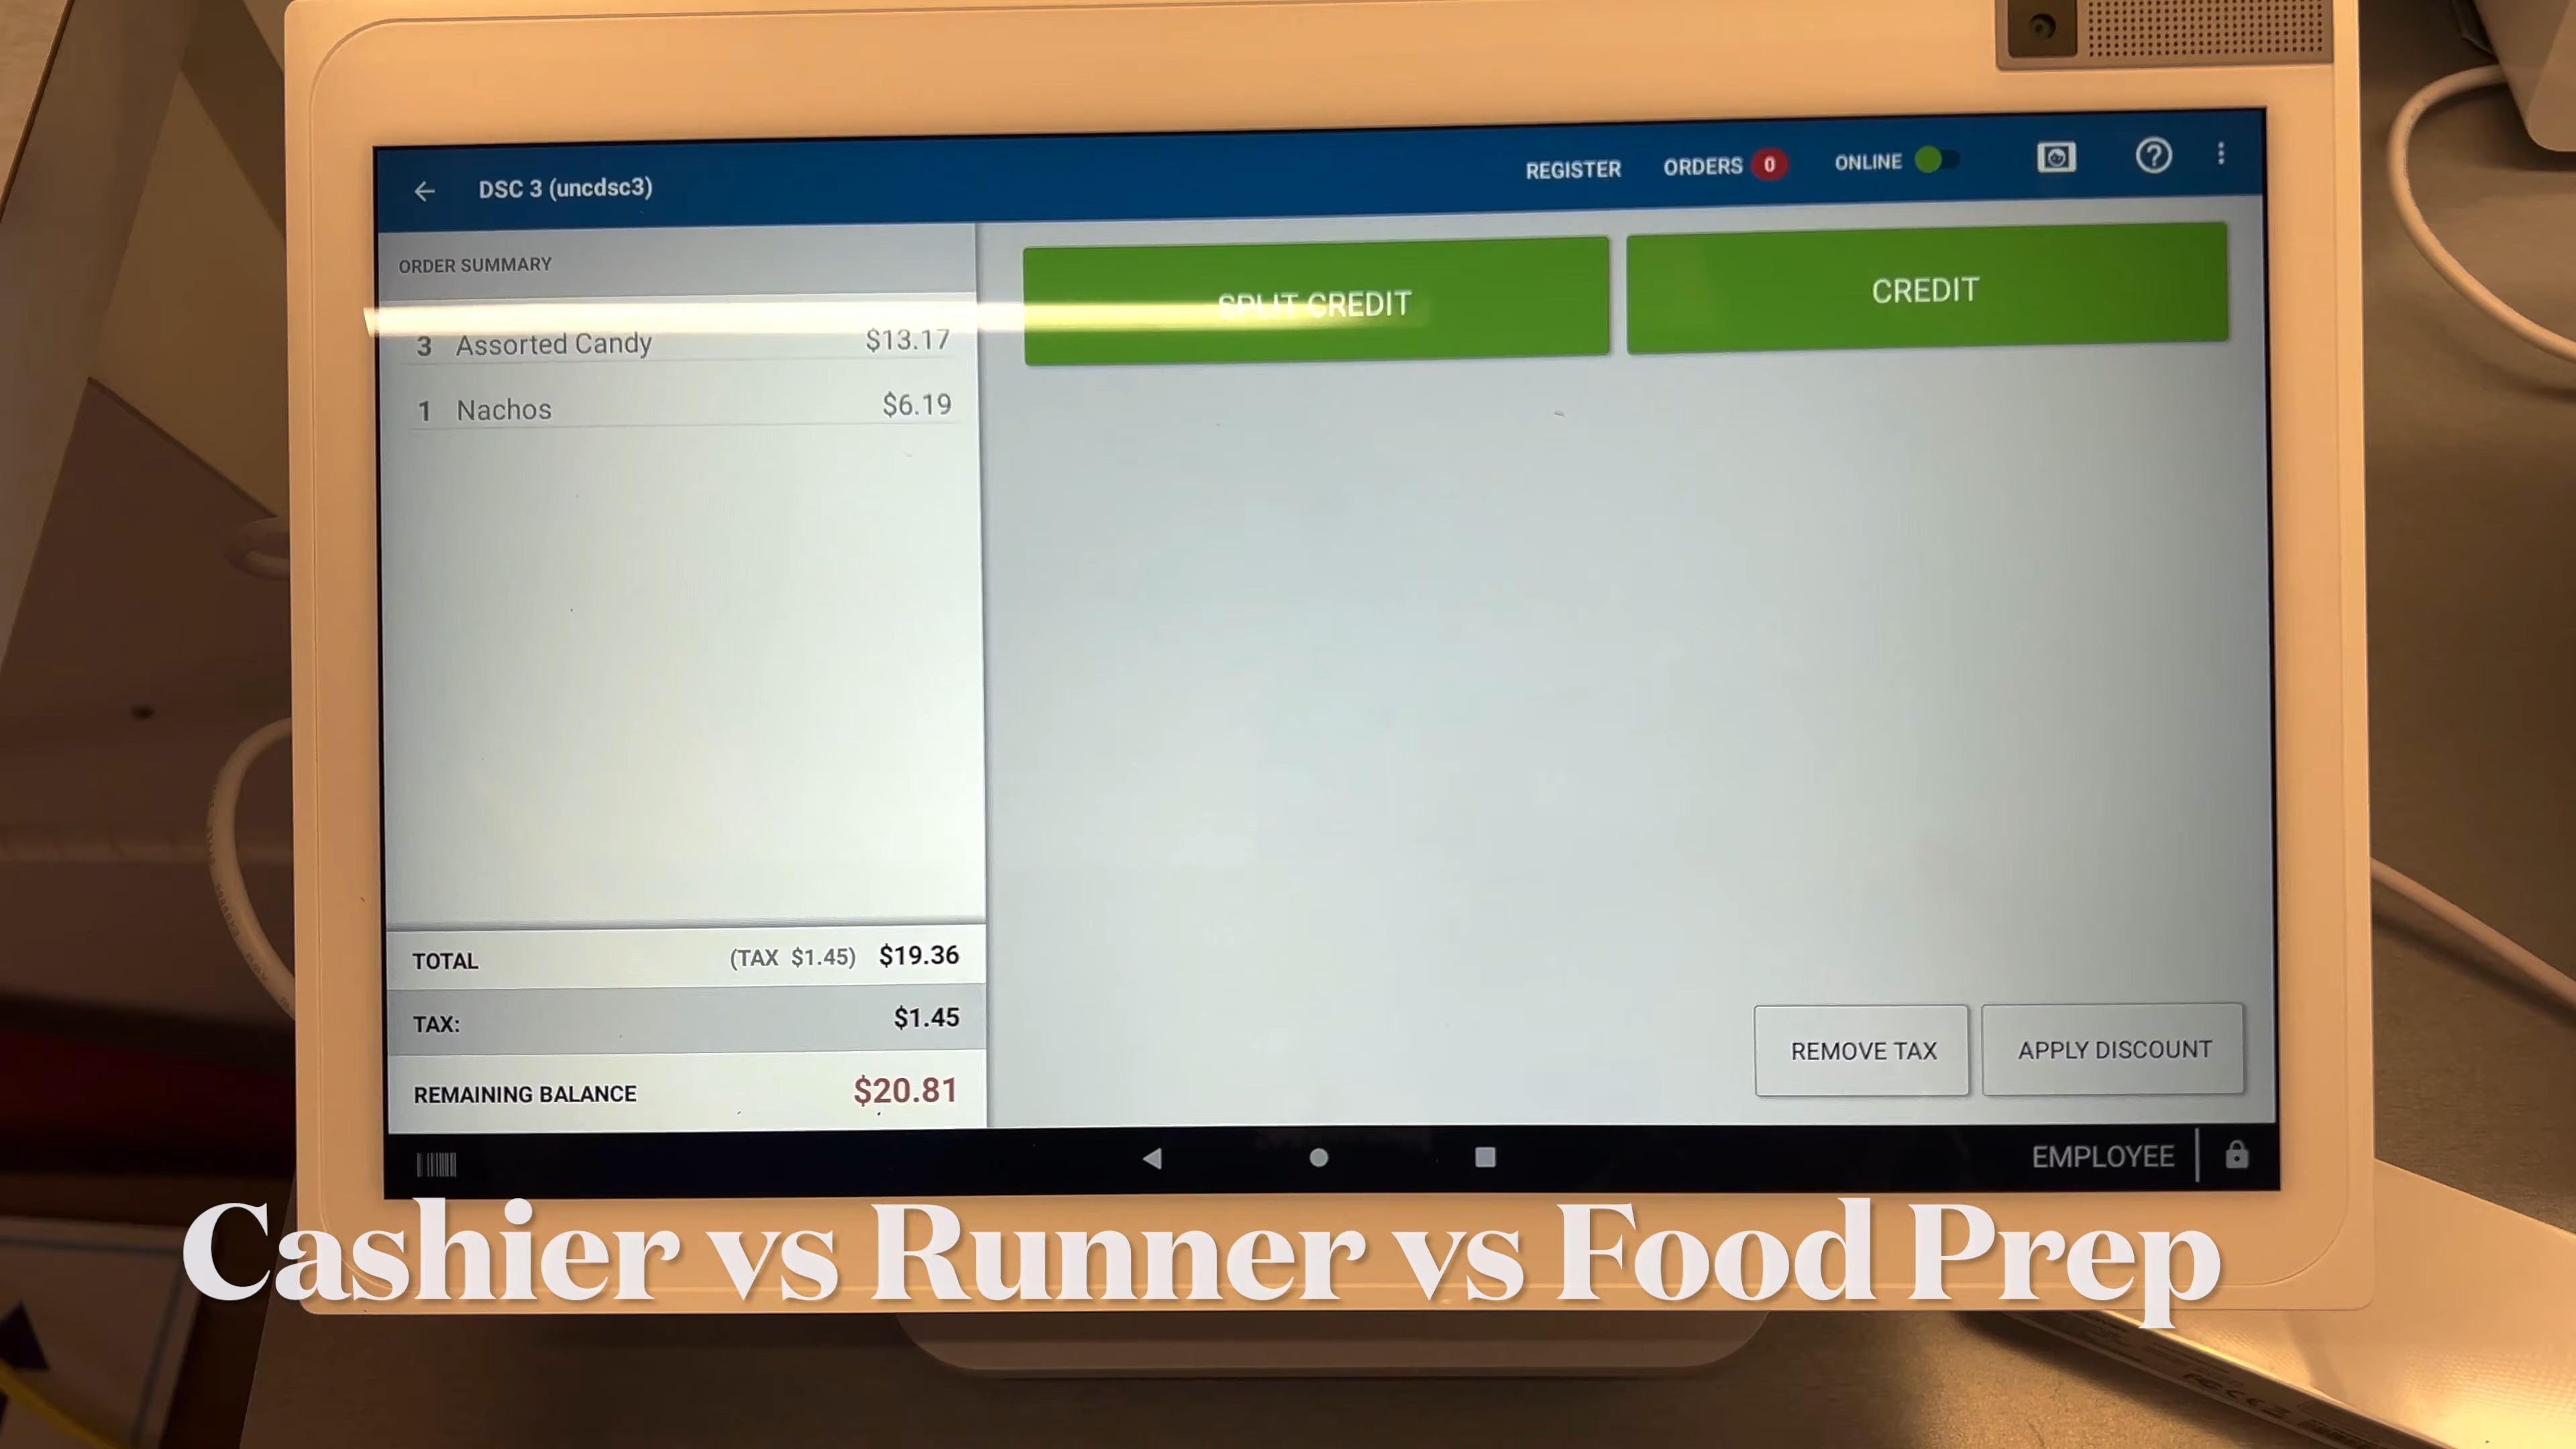 DSC 3 (uncdsc3)
REGISTER
ORDERS 0
ONLINE
ORDER SUMMARY
3 Assorted Candy $13.17
1 Nachos $6.19
SPLIT CREDIT
CREDIT
TOTAL (TAX $1.45) $19.36
TAX: $1.45
REMAINING BALANCE $20.81
REMOVE TAX
APPLY DISCOUNT
EMPLOYEE
Cashier vs Runner vs Food Prep